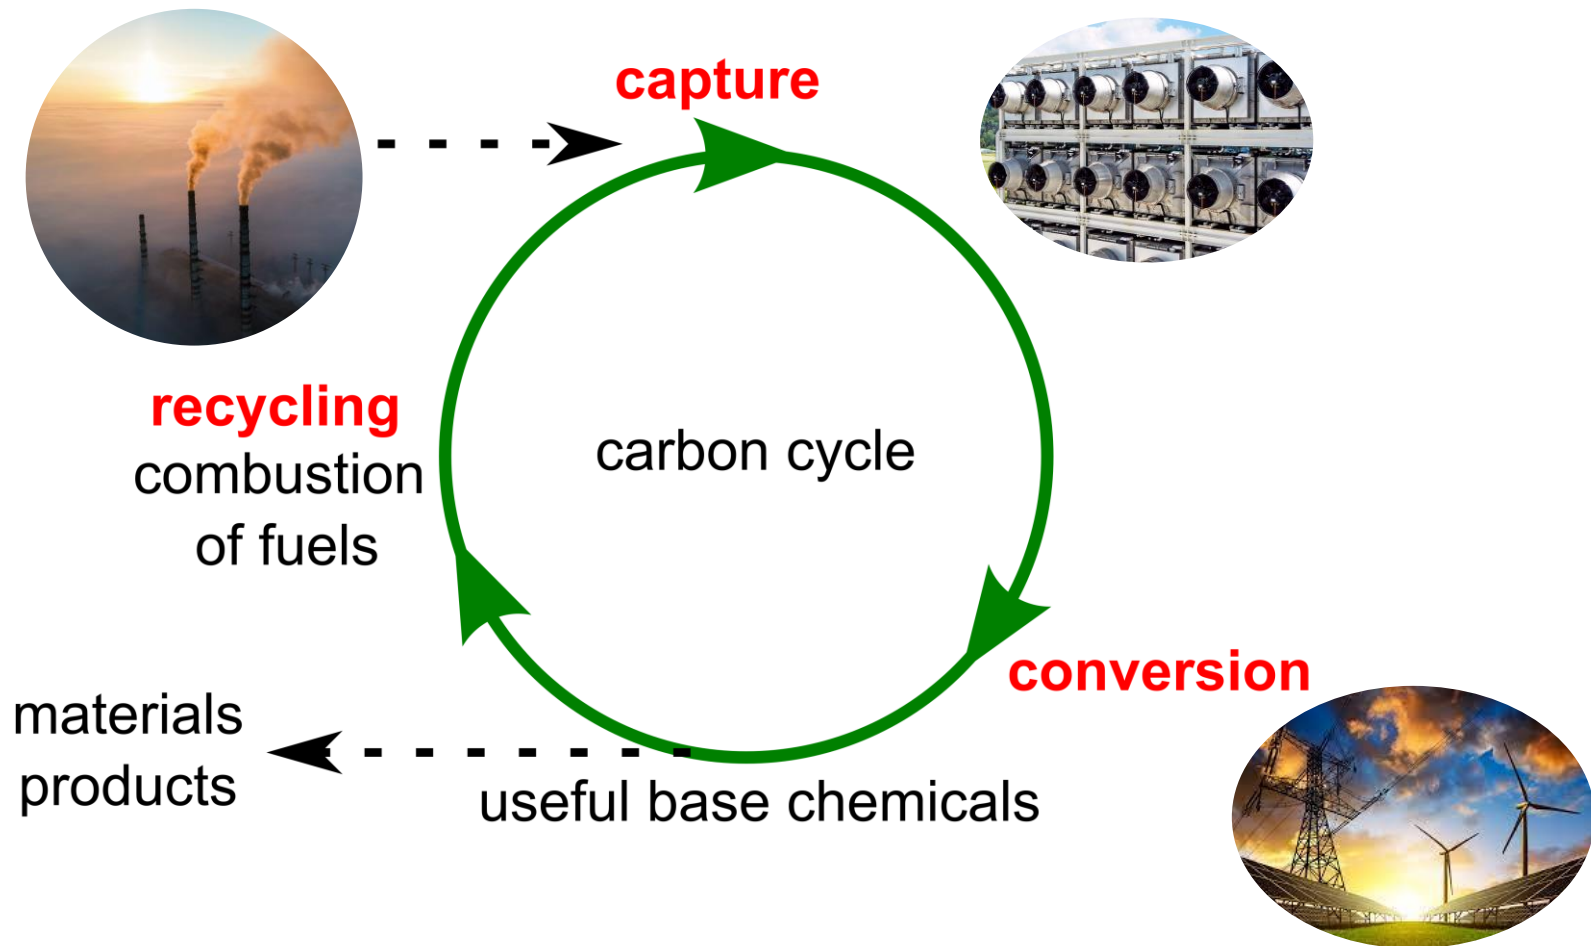 capture
recycling
combustion
of fuels
carbon cycle
conversion
materials
products
useful base chemicals